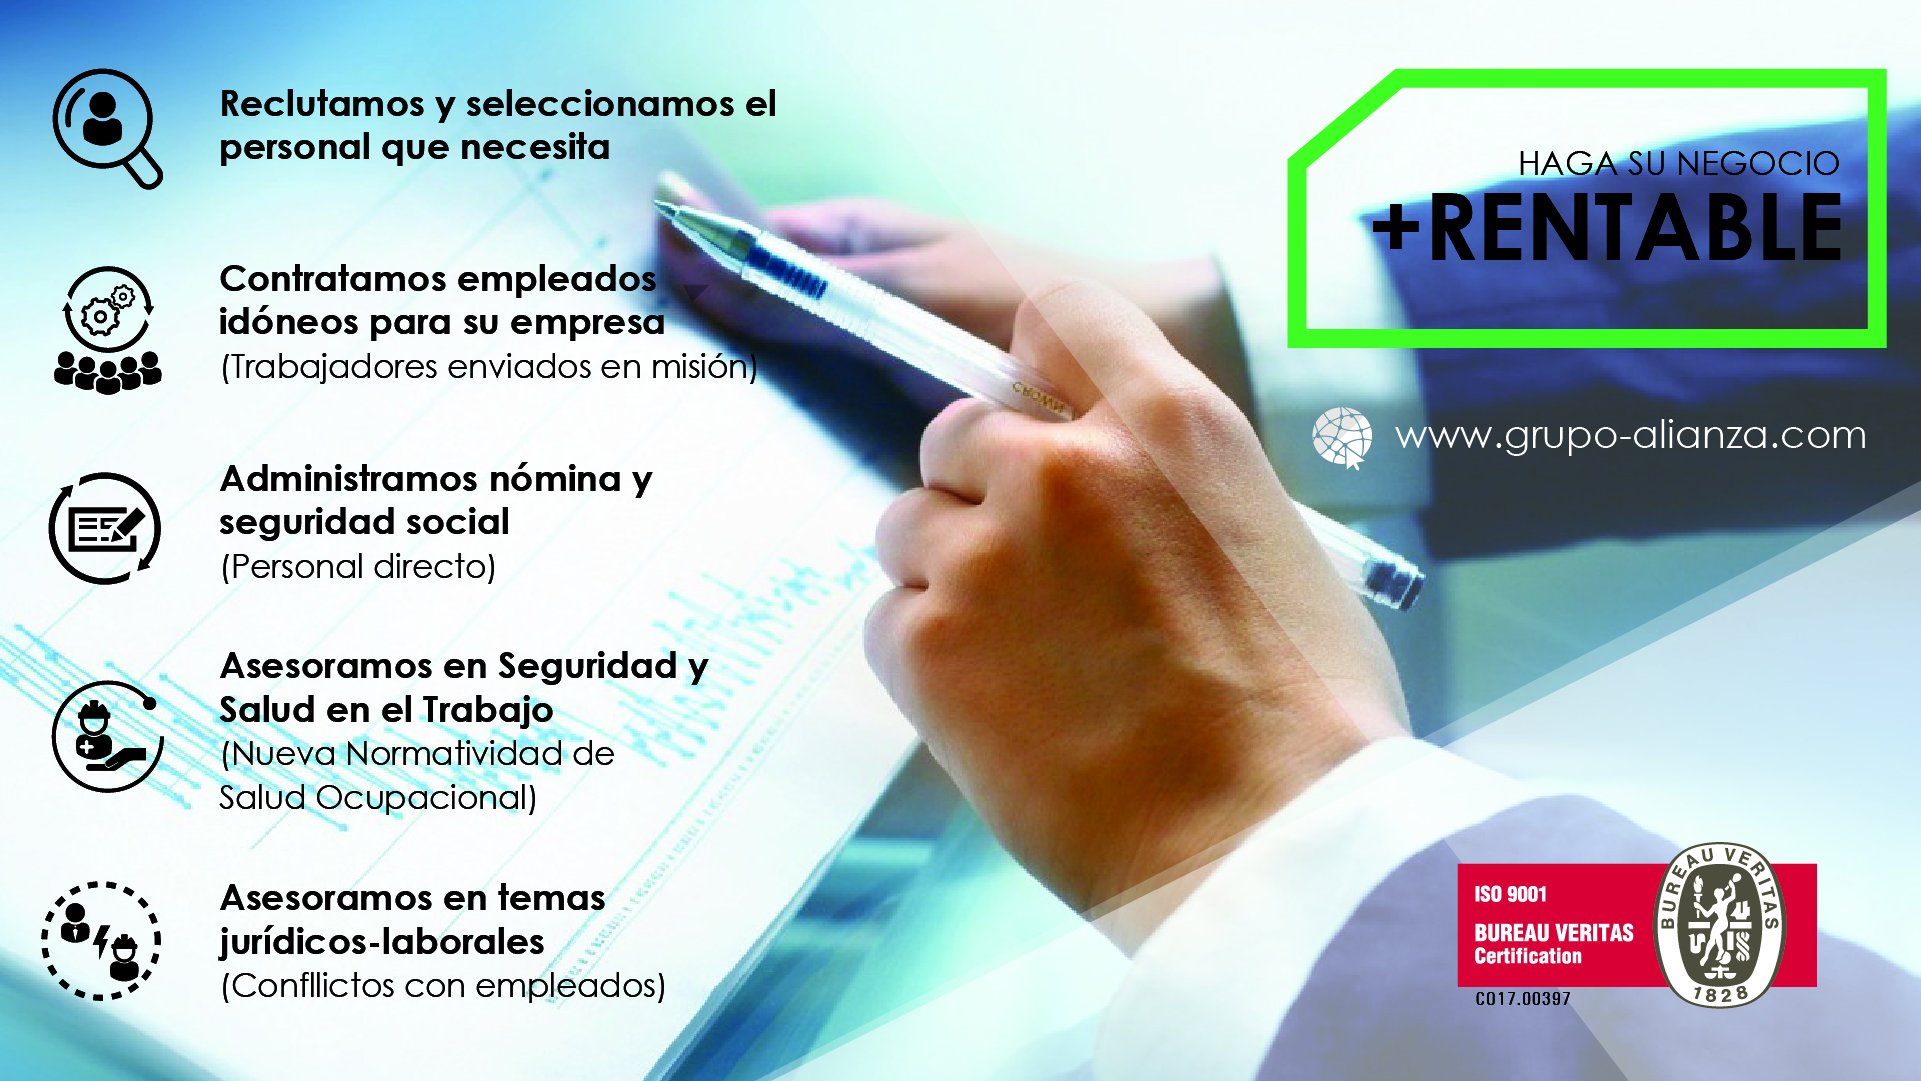 Reclutamos y seleccionamos el
personal que necesita
Contratamos empleados
idóneos para su empresa
(Trabajadores enviados en misión)
Administramos nómina y
seguridad social
(Personal directo)
Asesoramos en Seguridad y
Salud en el Trabajo
(Nueva Normatividad de
Salud Ocupacional)
Asesoramos en temas
jurídicos-laborales
(Confllictos con empleados)
HAGA SU NEGOCIO
+RENTABLE
www.grupo-alianza.com
CROWN
ISO 9001
BUREAU VERITAS
Certification
CO17.00397
BUREAU VERITAS
1828